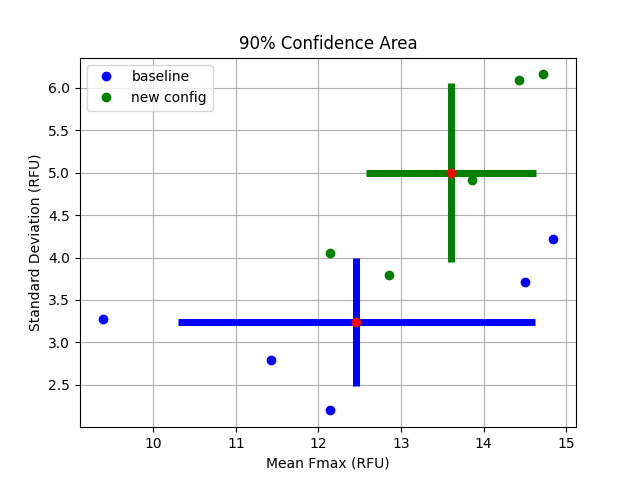 90% Confidence Area
baseline
new config
Standard Deviation (RFU)
6.0
5.5
5.0
4.5
4.0
3.5
3.0
2.5
10 11 12 13 14 15
Mean Fmax (RFU)